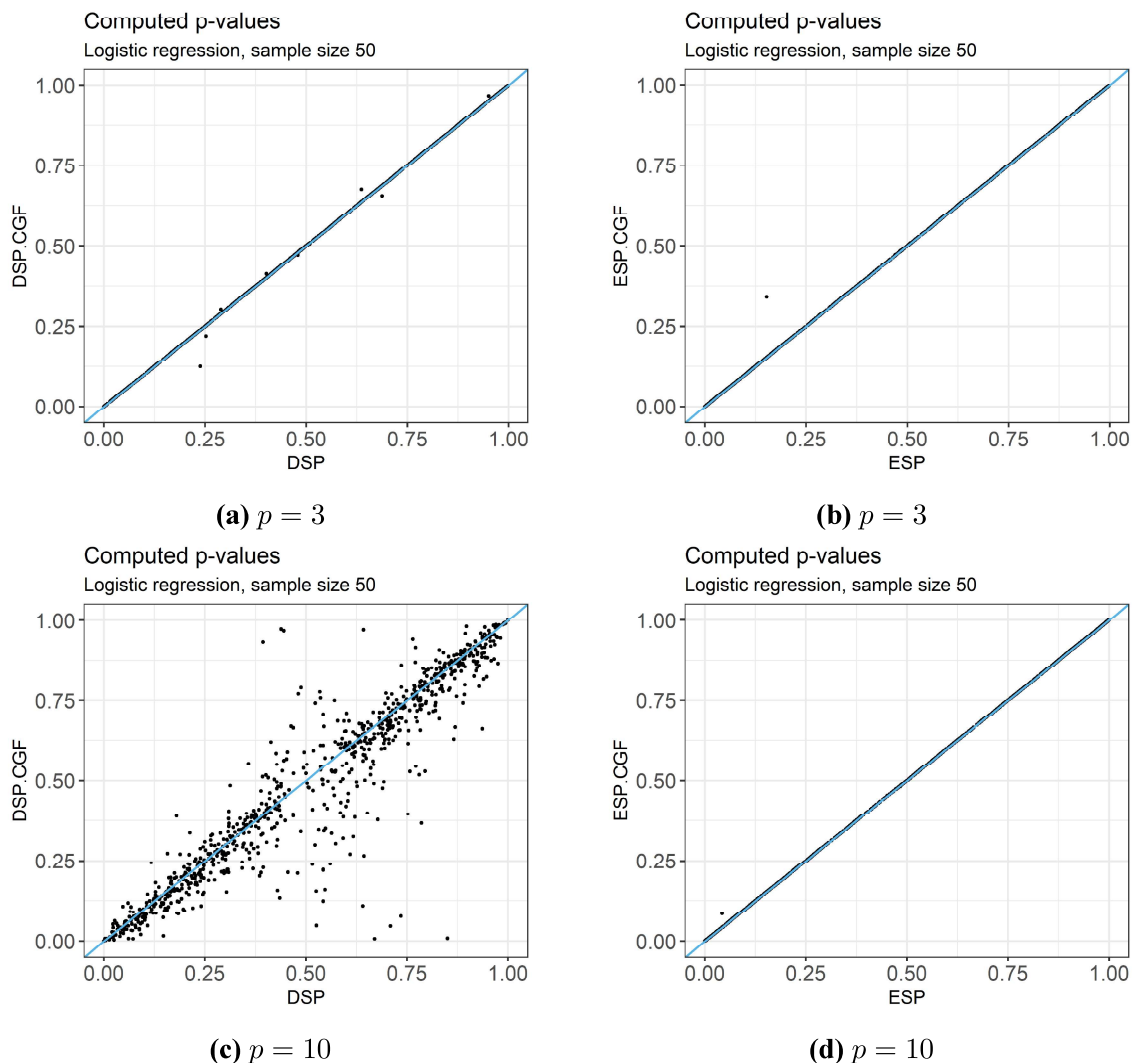 Computed p-values
Logistic regression, sample size 50
1.00
0.75
0.50
0.25
0.00
DSP.CGF
0.00 0.25 0.50 0.75 1.00
DSP
(a) p = 3
Computed p-values
Logistic regression, sample size 50
1.00
0.75
0.50
0.25
0.00
ESP.CGF
0.00 0.25 0.50 0.75 1.00
ESP
(b) p = 3
Computed p-values
Logistic regression, sample size 50
1.00
0.75
0.50
0.25
0.00
DSP.CGF
0.00 0.25 0.50 0.75 1.00
DSP
(c) p = 10
Computed p-values
Logistic regression, sample size 50
1.00
0.75
0.50
0.25
0.00
ESP.CGF
0.00 0.25 0.50 0.75 1.00
ESP
(d) p = 10